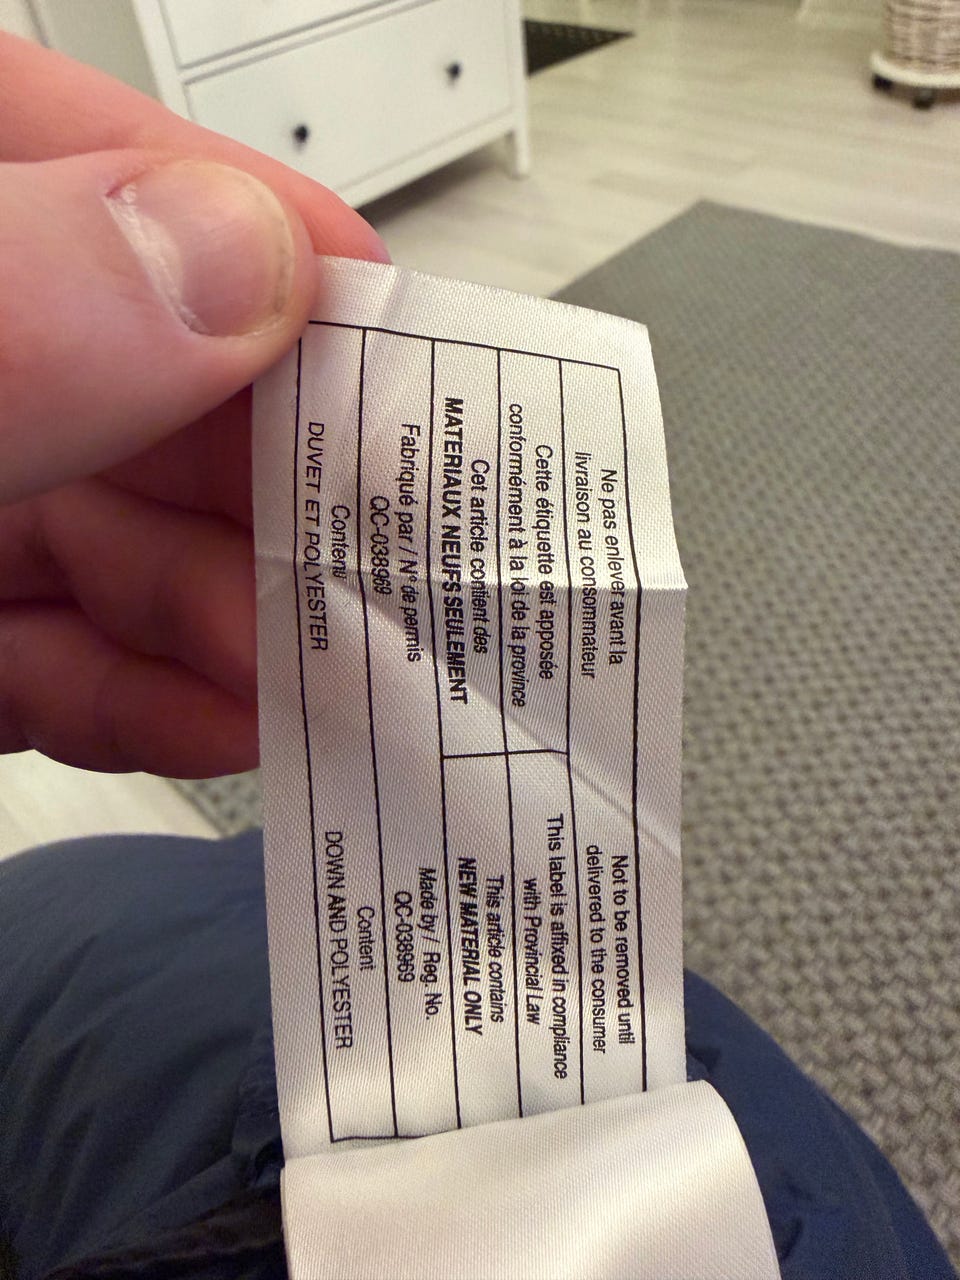 Ne pas enlever avant la
livraison au consommateur
Not to be removed until
delivered to the consumer
Cette étiquette est apposée
conformément à la loi de la province
This label is affixed in compliance
with Provincial Law
Cet article contient des
MATERIAUX NEUFS SEULEMENT
This article contains
NEW MATERIAL ONLY
Fabriqué par / N° de permis
QC-038969
Made by / Reg. No.
QC-038969
Contenu
DUVET ET POLYESTER
Content
DOWN AND POLYESTER